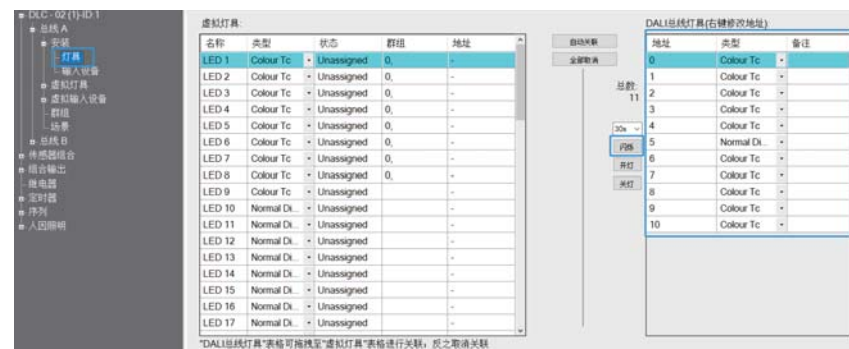 DLC - 02 (1)-ID:1
总线 A
安装
灯具
输入设备
虚拟灯具
虚拟输入设备
群组
场景
总线 B
传感器组合
组合输出
继电器
定时器
序列
人因照明
虚拟灯具:
名称 类型 状态 群组 地址
LED 1 Colour Tc Unassigned 0, -
LED 2 Colour Tc Unassigned 0, -
LED 3 Colour Tc Unassigned 0, -
LED 4 Colour Tc Unassigned 0, -
LED 5 Colour Tc Unassigned 0, -
LED 6 Colour Tc Unassigned 0, -
LED 7 Colour Tc Unassigned 0, -
LED 8 Colour Tc Unassigned 0, -
LED 9 Colour Tc Unassigned -
LED 10 Normal Di... Unassigned -
LED 11 Normal Di... Unassigned -
LED 12 Normal Di... Unassigned -
LED 13 Normal Di... Unassigned -
LED 14 Normal Di... Unassigned -
LED 15 Normal Di... Unassigned -
LED 16 Normal Di... Unassigned -
LED 17 Normal Di... Unassigned -
"DALI总线灯具"表格可拖拽至"虚拟灯具"表格进行关联，反之取消关联
自动关联
全部取消
总数:
11
30s
闪烁
开灯
关灯
DALI总线灯具(右键修改地址)
地址 类型 备注
0 Colour Tc
1 Colour Tc
2 Colour Tc
3 Colour Tc
4 Colour Tc
5 Normal Di...
6 Colour Tc
7 Colour Tc
8 Colour Tc
9 Colour Tc
10 Colour Tc